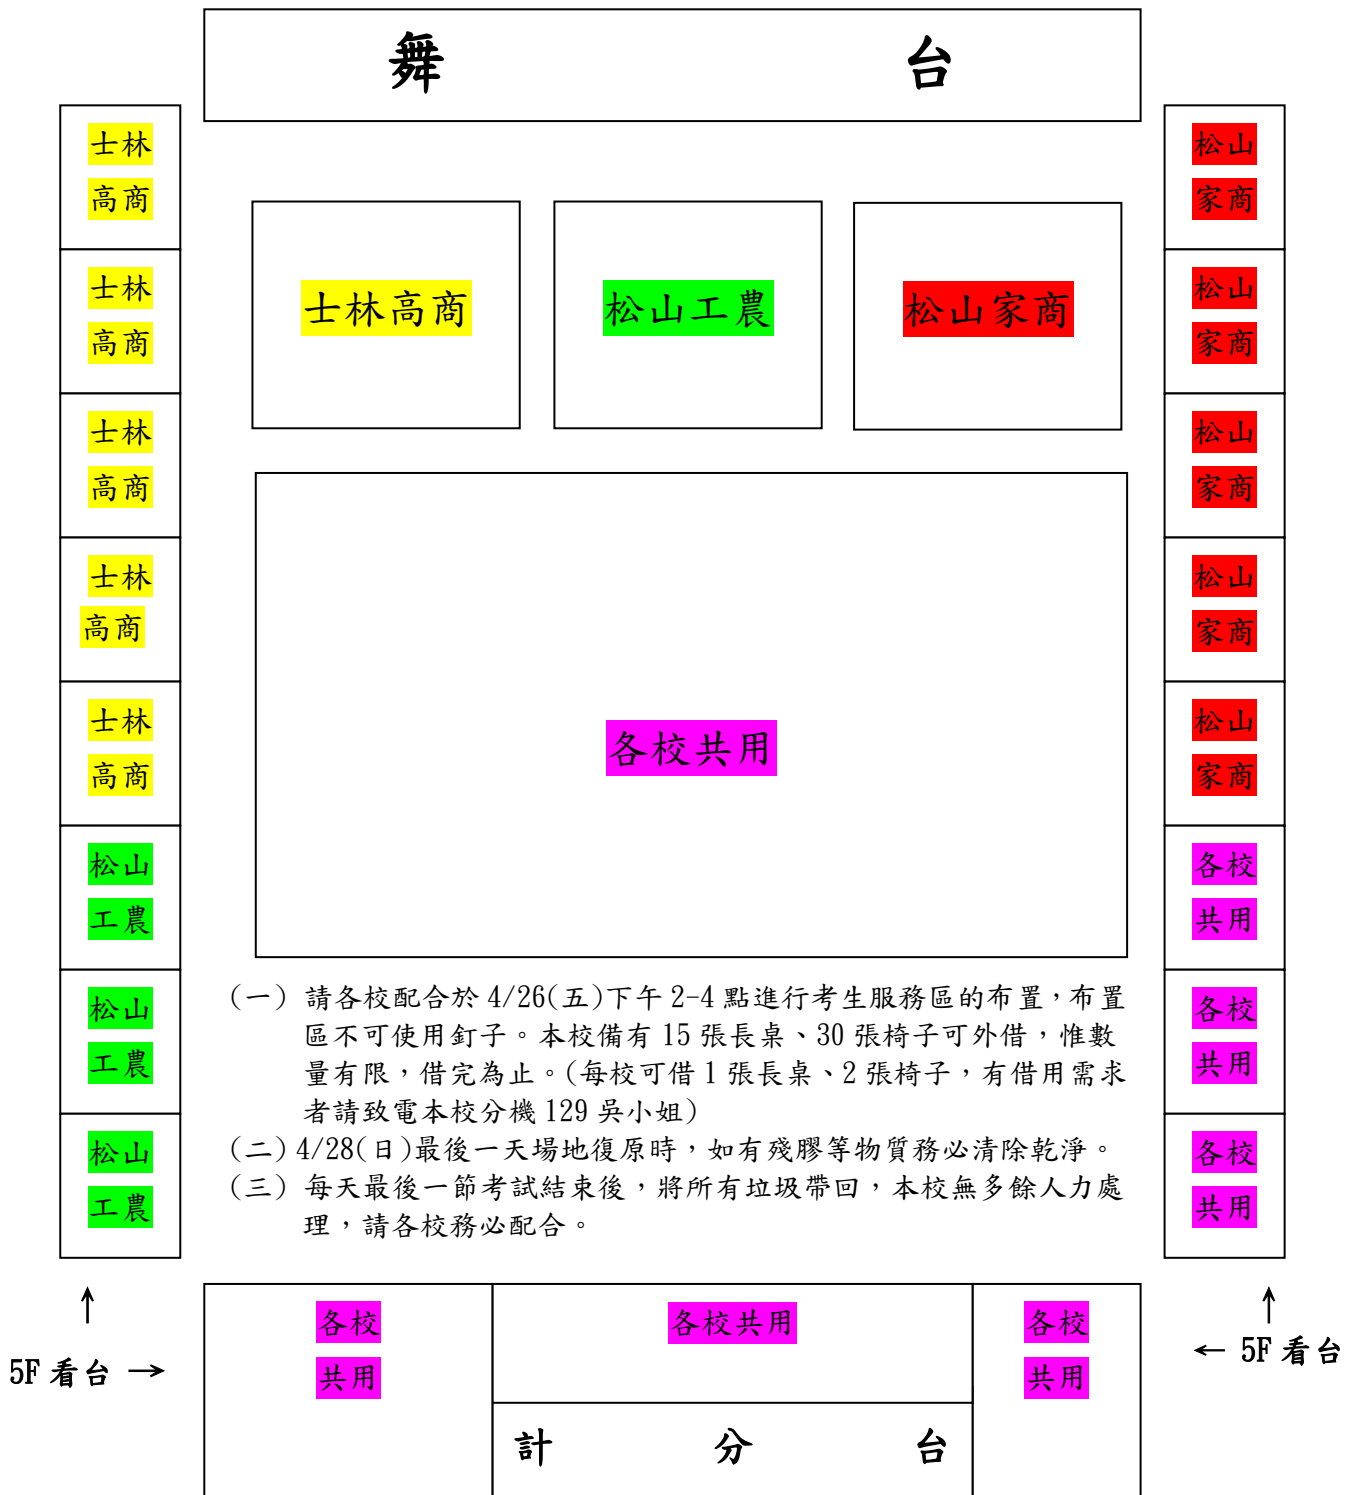 舞 台
士林
高商
士林
高商
士林
高商
士林
高商
士林
高商
松山
工農
松山
工農
松山
工農
士林高商
松山工農
松山家商
各校共用
松山
家商
松山
家商
松山
家商
松山
家商
松山
家商
各校
共用
各校
共用
各校
共用
(一) 請各校配合於 4/26(五)下午 2-4 點進行考生服務區的布置，布置
區不可使用釘子。本校備有 15 張長桌、30 張椅子可外借，惟數
量有限，借完為止。(每校可借 1 張長桌、2 張椅子，有借用需求
者請致電本校分機 129 吳小姐)
(二) 4/28(日)最後一天場地復原時，如有殘膠等物質務必清除乾淨。
(三) 每天最後一節考試結束後，將所有垃圾帶回，本校無多餘人力處
理，請各校務必配合。
↑
5F 看台 →
各校
共用
各校共用
各校
共用
↑
← 5F 看台
計 分 台